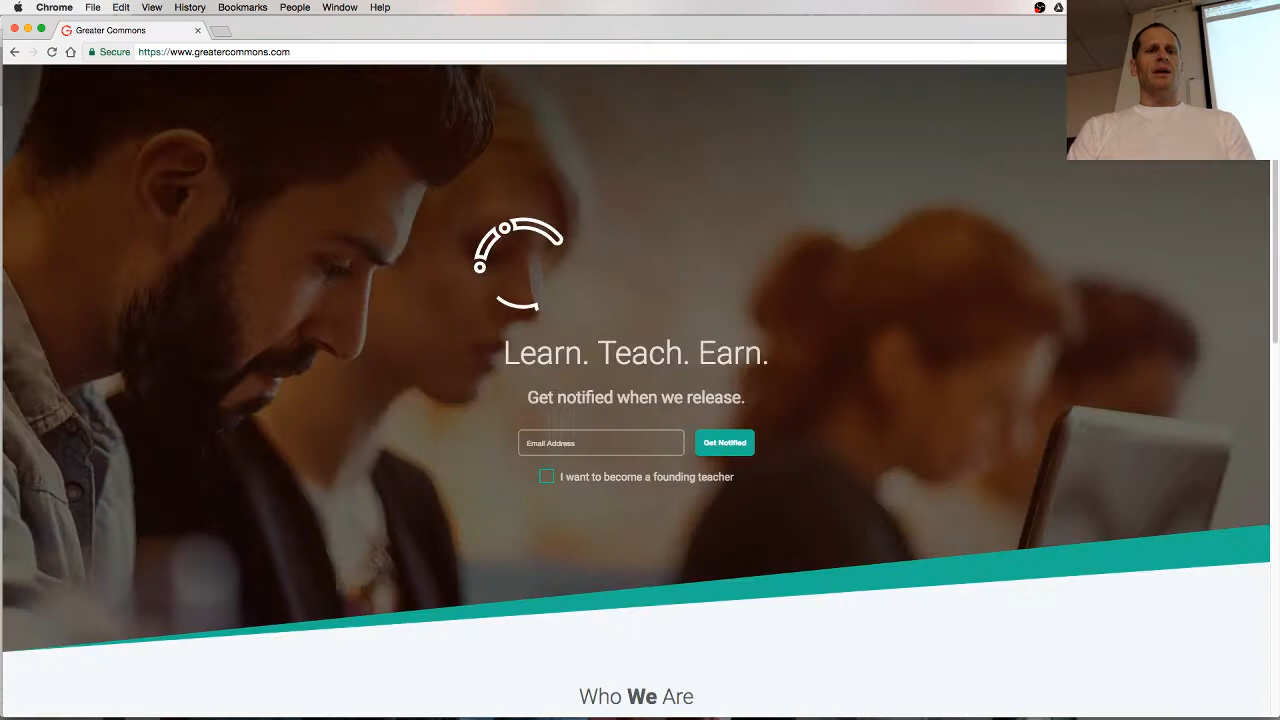 Chrome File Edit View History Bookmarks People Window Help
Greater Commons
Secure https://www.greatercommons.com
Learn. Teach. Earn.
Get notified when we release.
Email Address Get Notified
I want to become a founding teacher
Who We Are